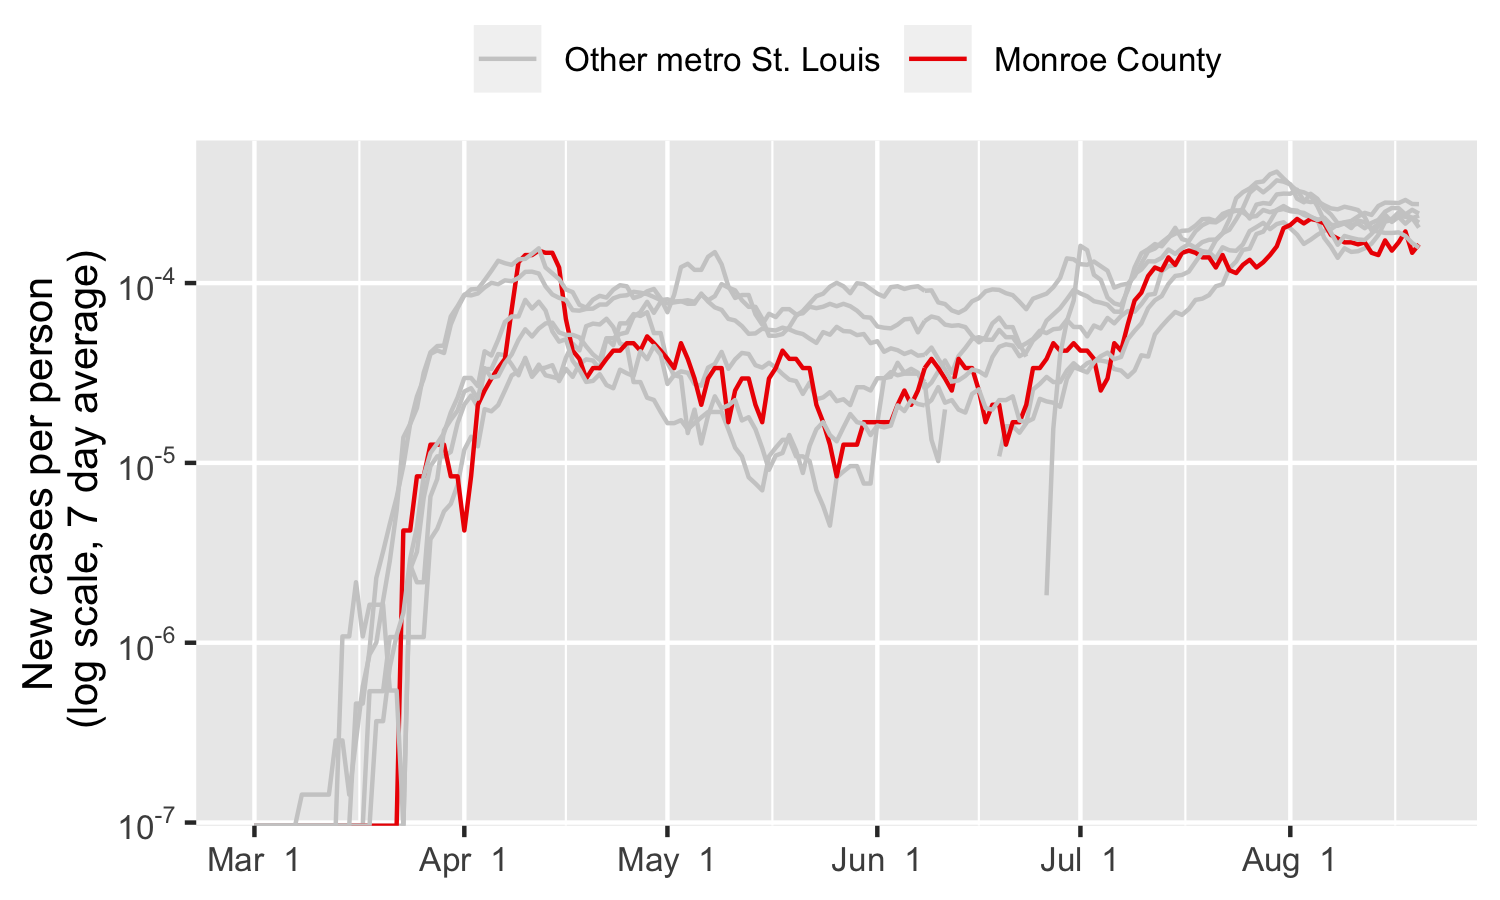 Other metro St. Louis
Monroe County
New cases per person
(log scale, 7 day average)
10-4
10-5
10-6
10-7
Mar 1
Apr 1
May 1
Jun 1
Jul 1
Aug 1